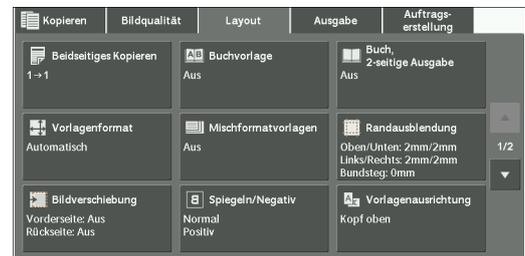 Kopieren
Bildqualität
Layout
Ausgabe
Auftrags-
erstellung
Beidseitiges Kopieren
1→1
Buchvorlage
Aus
Buch,
2-seitige Ausgabe
Aus
Vorlagenformat
Automatisch
Mischformatvorlagen
Aus
Randausblendung
Oben/Unten: 2mm/2mm
Links/Rechts: 2mm/2mm
Bundsteg: 0mm
1/2
Bildverschiebung
Vorderseite: Aus
Rückseite: Aus
Spiegeln/Negativ
Normal
Positiv
Vorlagenausrichtung
Kopf oben